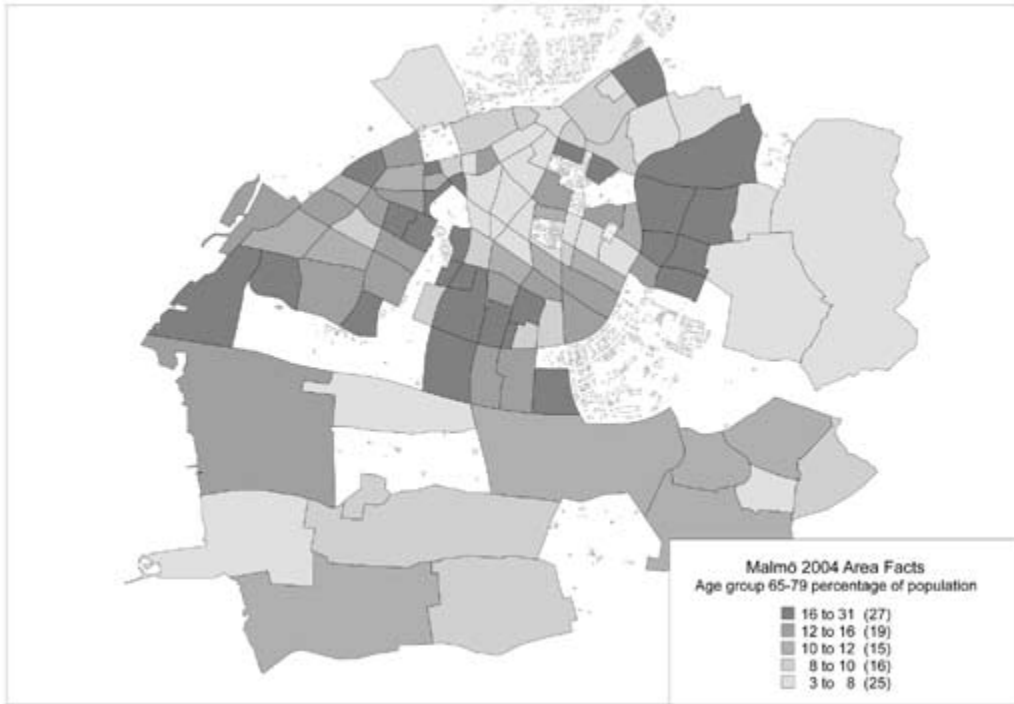 Malmö 2004 Area Facts
Age group 65-79 percentage of population
16 to 31 (27)
12 to 16 (19)
10 to 12 (15)
8 to 10 (16)
3 to 8 (25)